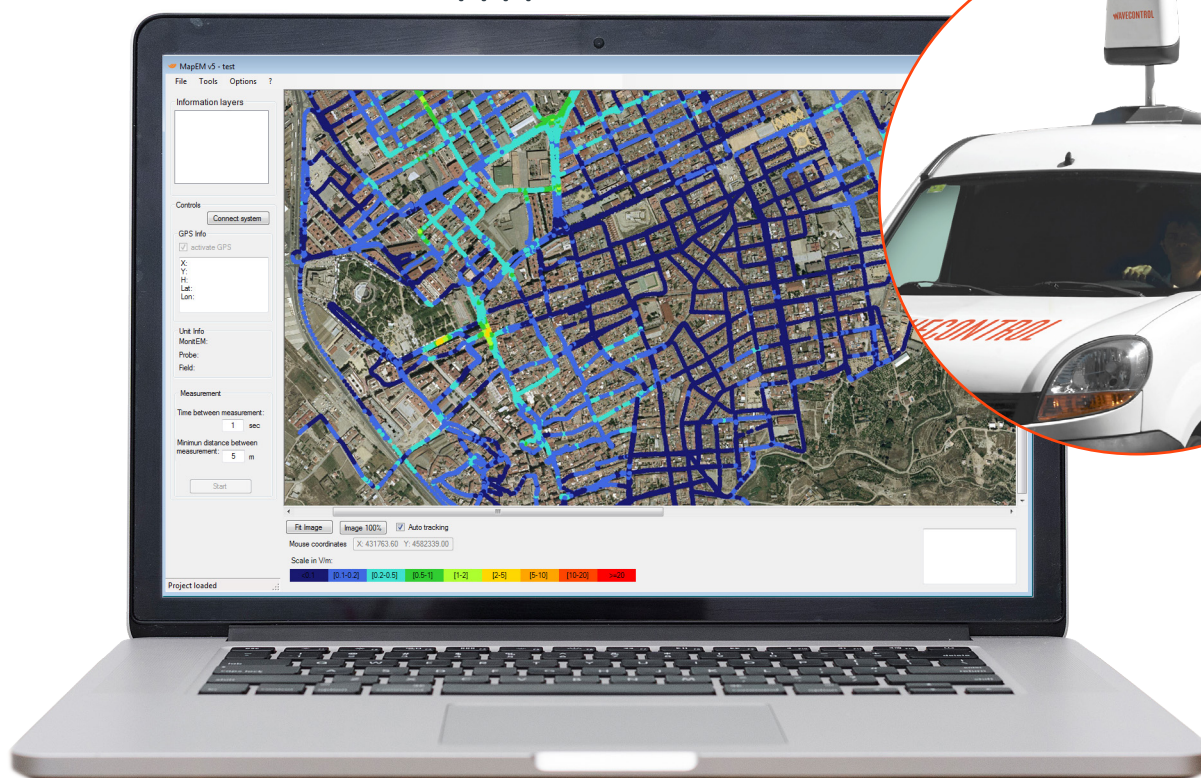 WAVECONTROL
MapEM v5 - test
File Tools Options ?
Information layers
Controls
Connect system
GPS Info
activate GPS
X:
Y:
H:
Lat:
Lon:
Unit Info
MonitEM:
Probe:
Field:
Measurement
Time between measurement:
1 sec
Minimun distance between
measurement: 5 m
Start
Fit Image Image 100% Auto tracking
Mouse coordinates X: 431763.60 Y: 4582339.00
Scale in V/m:
[0.1-0.2] [0.2-0.5] [0.5-1] [1-2] [2-5] [5-10] [10-20] >=20
Project loaded
WAVECONTROL